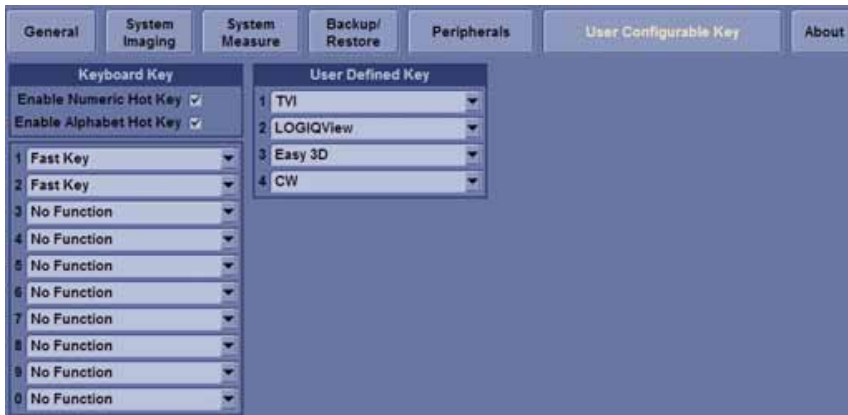 General
System Imaging
System Measure
Backup/ Restore
Peripherals
User Configurable Key
About
Keyboard Key
Enable Numeric Hot Key
Enable Alphabet Hot Key
1 Fast Key
2 Fast Key
3 No Function
4 No Function
5 No Function
6 No Function
7 No Function
8 No Function
9 No Function
0 No Function
User Defined Key
1 TVI
2 LOGIQView
3 Easy 3D
4 CW